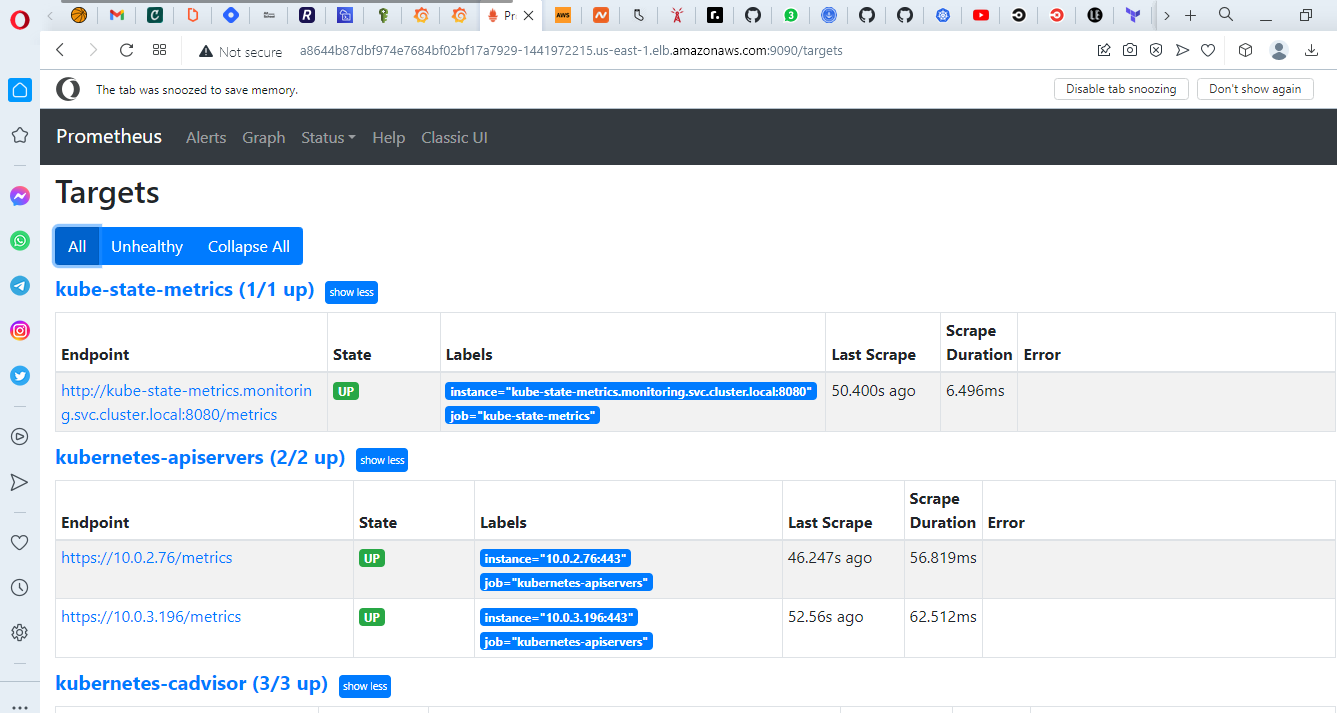 Pr
Not secure
a8644b87dbf974e7684bf02bf17a7929-1441972215.us-east-1.elb.amazonaws.com:9090/targets
The tab was snoozed to save memory.
Disable tab snoozing
Don't show again
Prometheus
Alerts
Graph
Status
Help
Classic UI
Targets
All
Unhealthy
Collapse All
kube-state-metrics (1/1 up)
show less
Endpoint
State
Labels
Last Scrape
Scrape
Duration
Error
http://kube-state-metrics.monitorin
g.svc.cluster.local:8080/metrics
UP
instance="kube-state-metrics.monitoring.svc.cluster.local:8080"
job="kube-state-metrics"
50.400s ago
6.496ms
kubernetes-apiservers (2/2 up)
show less
Endpoint
State
Labels
Last Scrape
Scrape
Duration
Error
https://10.0.2.76/metrics
UP
instance="10.0.2.76:443"
job="kubernetes-apiservers"
46.247s ago
56.819ms
https://10.0.3.196/metrics
UP
instance="10.0.3.196:443"
job="kubernetes-apiservers"
52.56s ago
62.512ms
kubernetes-cadvisor (3/3 up)
show less